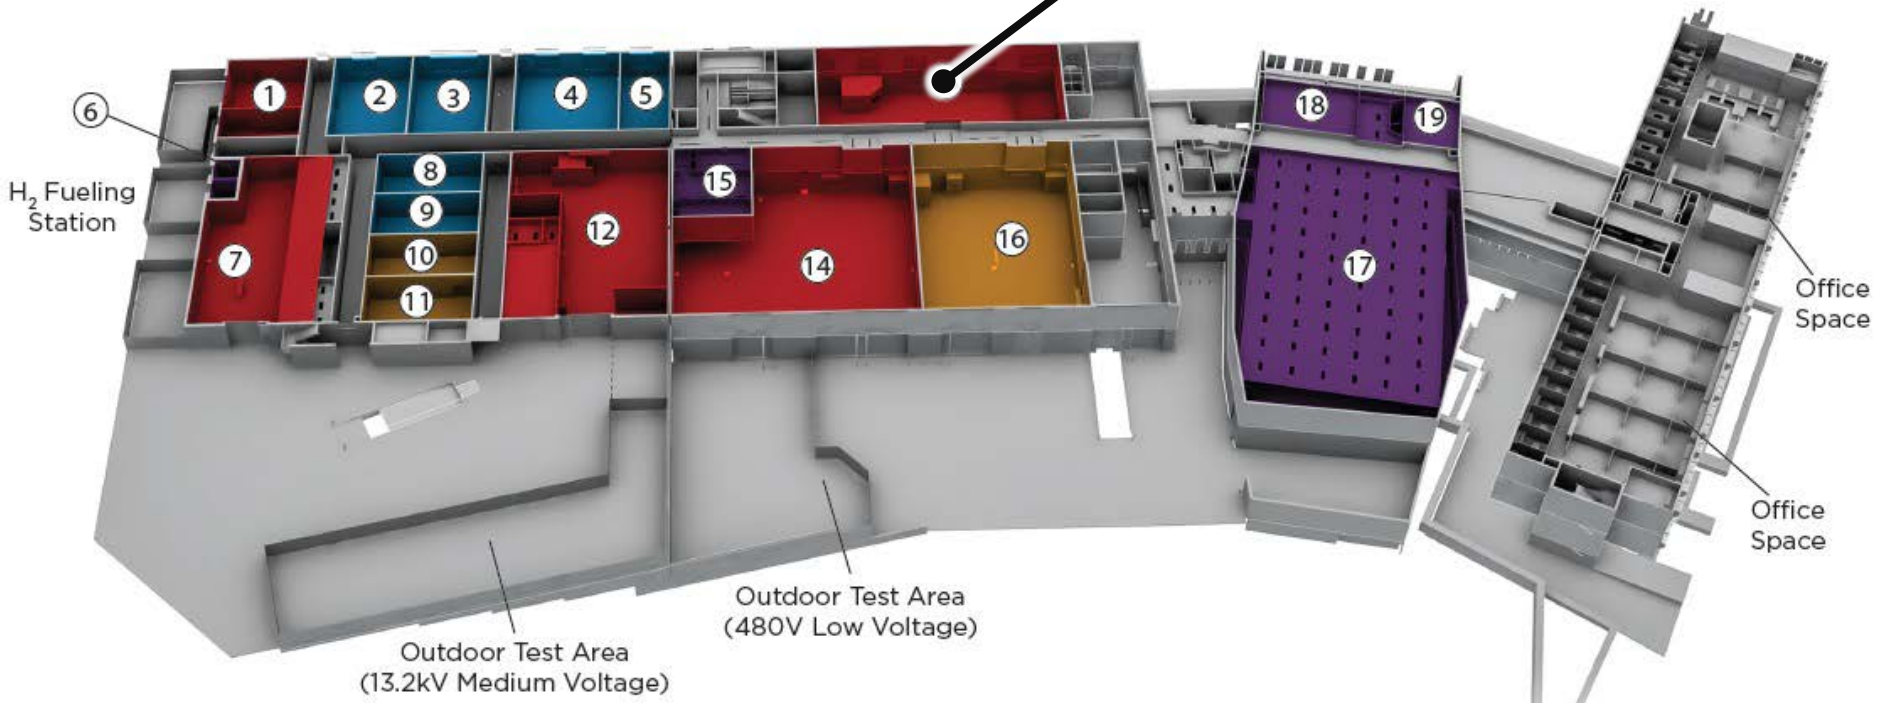 1
2
3
4
5
6
18
19
H2 Fueling
Station
7
8
9
10
11
12
15
14
16
17
Office
Space
Office
Space
Outdoor Test Area
(480V Low Voltage)
Outdoor Test Area
(13.2kV Medium Voltage)